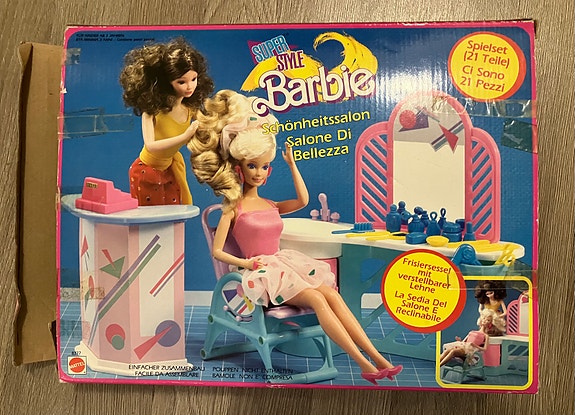 SUPER
STYLE
Barbie
Schönheitssalon
Salone Di
Bellezza
Spielset
(21 Teile)
Ci Sono
21 Pezzi
Frisiersessel
mit
verstellbarer
Lehne
La Sedia Del
Salone E
Reclinabile
MATTEL
EINFACHER ZUSAMMENBAU
FACILE DA ASSEMBLARE
PUPPEN NICHT ENTHALTEN
BAMBOLE NON E COMPRESA